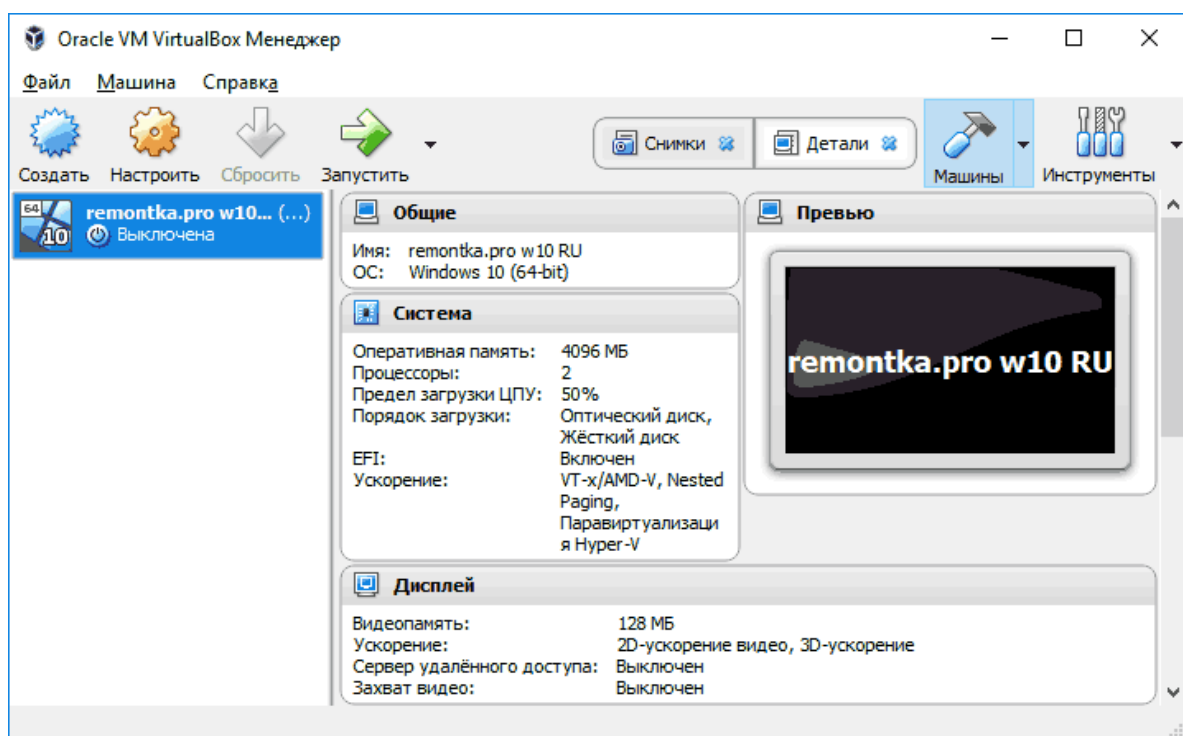 Oracle VM VirtualBox Менеджер
Файл Машина Справка
Создать Настроить Сбросить Запустить Снимки Детали Машины Инструменты
64 10 remontka.pro w10... (...)
Выключена
Общие
Имя: remontka.pro w10 RU
ОС: Windows 10 (64-bit)
Система
Оперативная память: 4096 МБ
Процессоры: 2
Предел загрузки ЦПУ: 50%
Порядок загрузки: Оптический диск,
Жёсткий диск
EFI: Включен
Ускорение: VT-x/AMD-V, Nested
Paging,
Паравиртуализаци
я Hyper-V
Превью
remontka.pro w10 RU
Дисплей
Видеопамять: 128 МБ
Ускорение: 2D-ускорение видео, 3D-ускорение
Сервер удалённого доступа: Выключен
Захват видео: Выключен